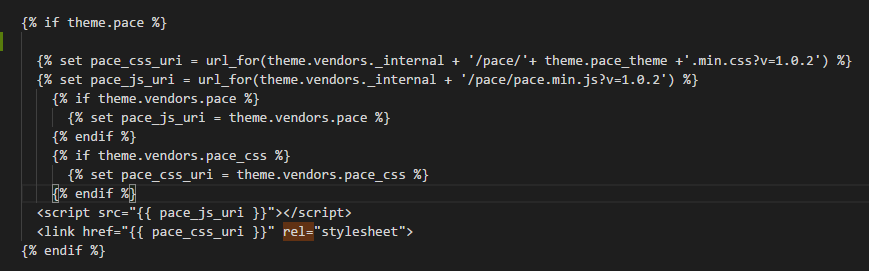 {% if theme.pace %}
{% set pace_css_uri = url_for(theme.vendors._internal + '/pace/'+ theme.pace_theme +'.min.css?v=1.0.2') %}
{% set pace_js_uri = url_for(theme.vendors._internal + '/pace/pace.min.js?v=1.0.2') %}
{% if theme.vendors.pace %}
{% set pace_js_uri = theme.vendors.pace %}
{% endif %}
{% if theme.vendors.pace_css %}
{% set pace_css_uri = theme.vendors.pace_css %}
{% endif %}
<script src="{{ pace_js_uri }}"></script>
<link href="{{ pace_css_uri }}" rel="stylesheet">
{% endif %}